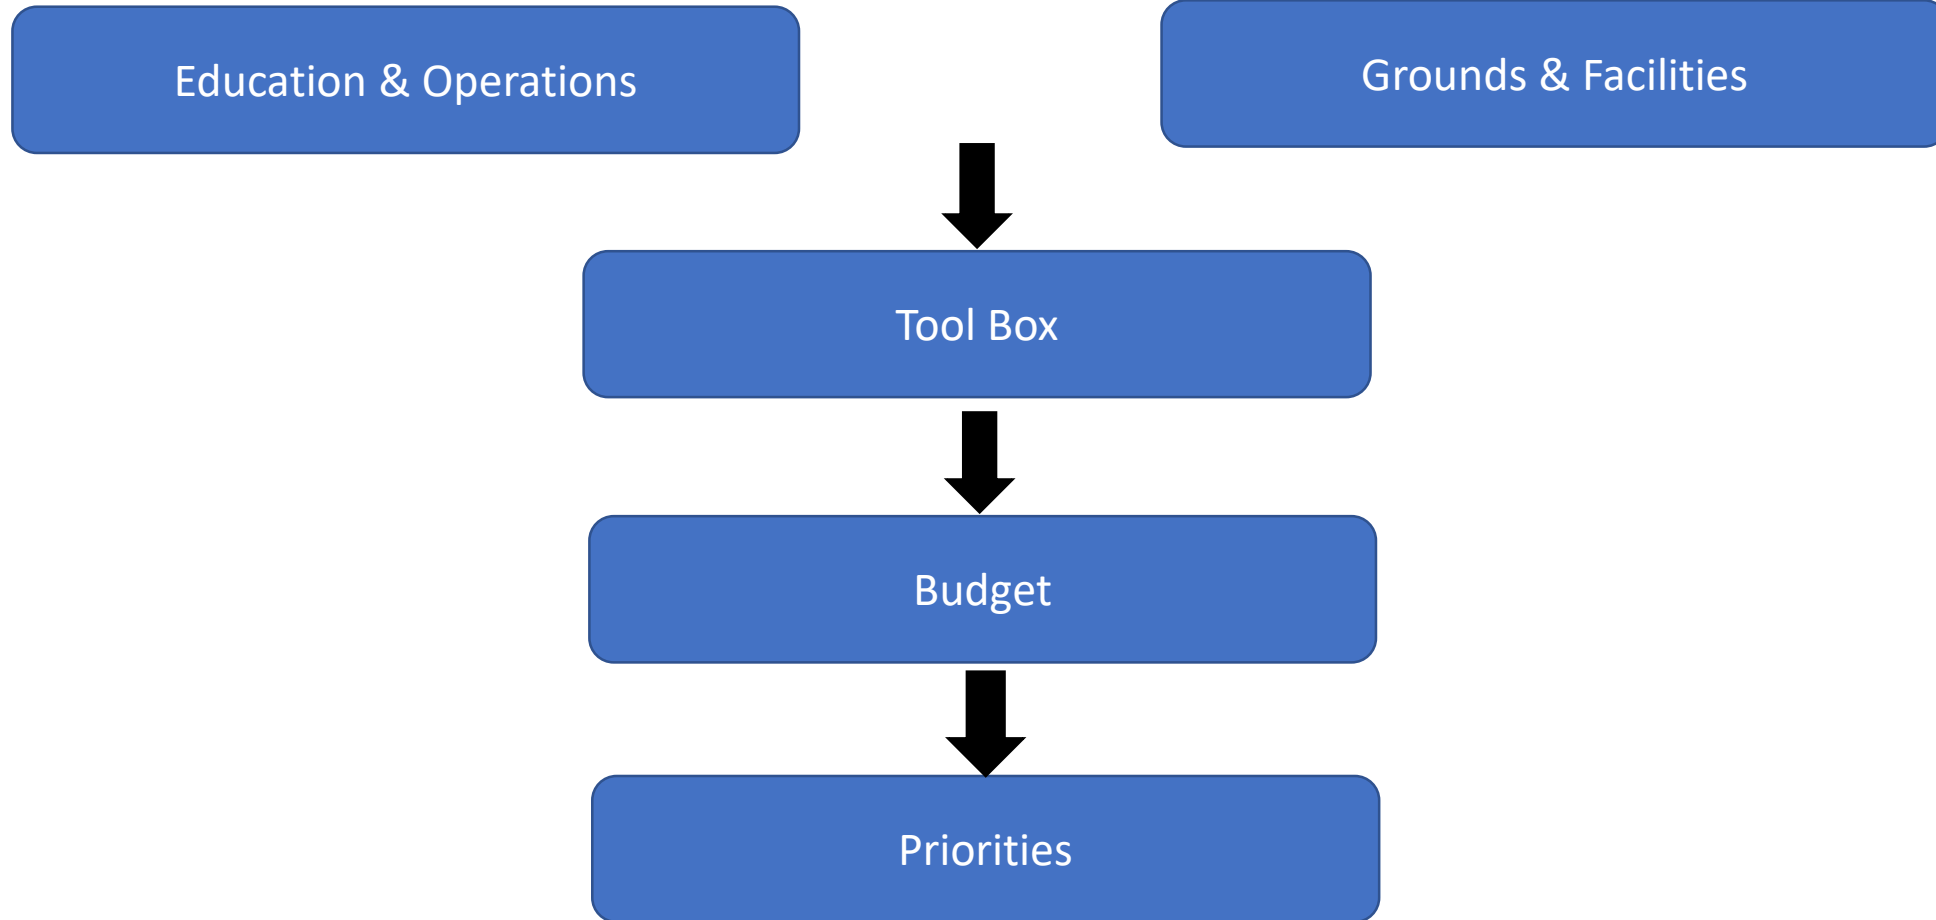 Education & Operations
Grounds & Facilities
Tool Box
Budget
Priorities